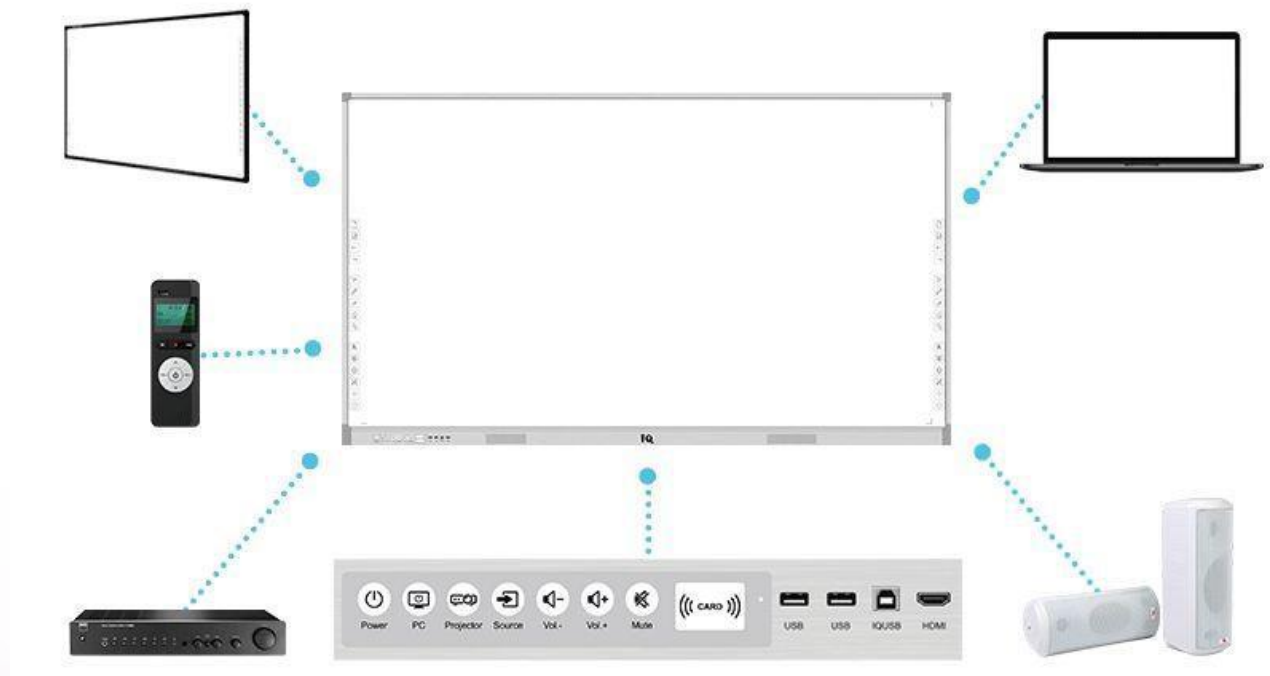 IQ
Power PC Projector Source Vol.- Vol.+ Mute
CARD
USB USB IQUSB HDMI